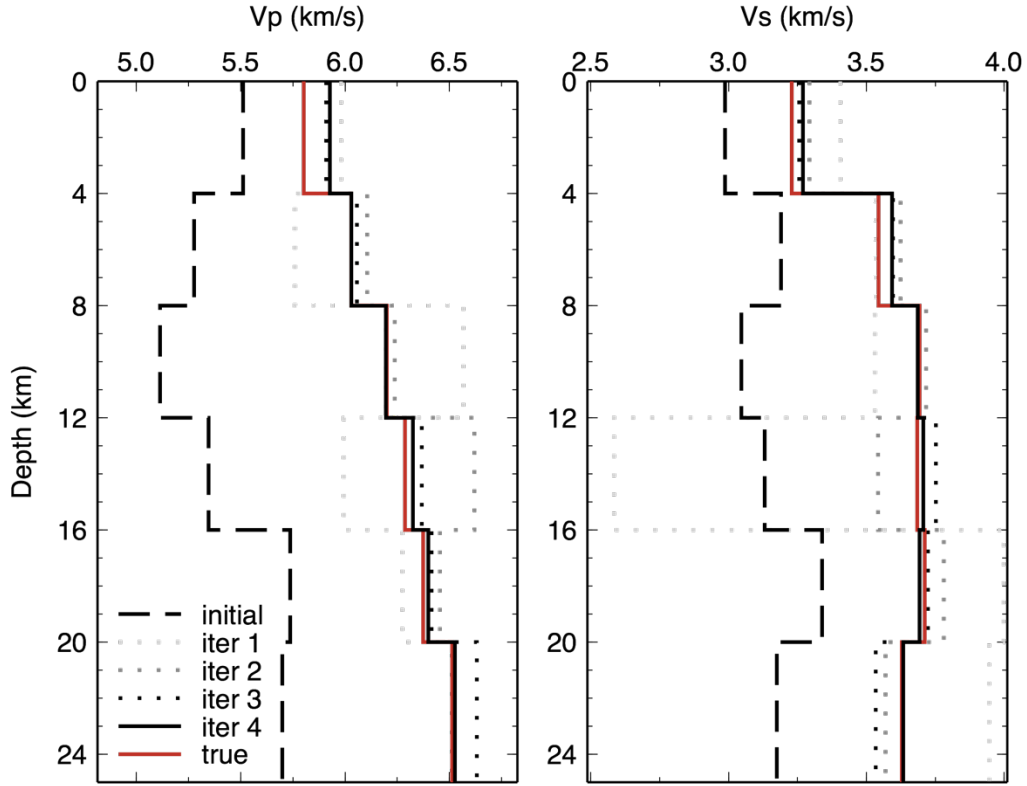 Vp (km/s)
Vs (km/s)
5.0 5.5 6.0 6.5
2.5 3.0 3.5 4.0
Depth (km)
0
4
8
12
16
20
24
0
4
8
12
16
20
24
initial
iter 1
iter 2
iter 3
iter 4
true